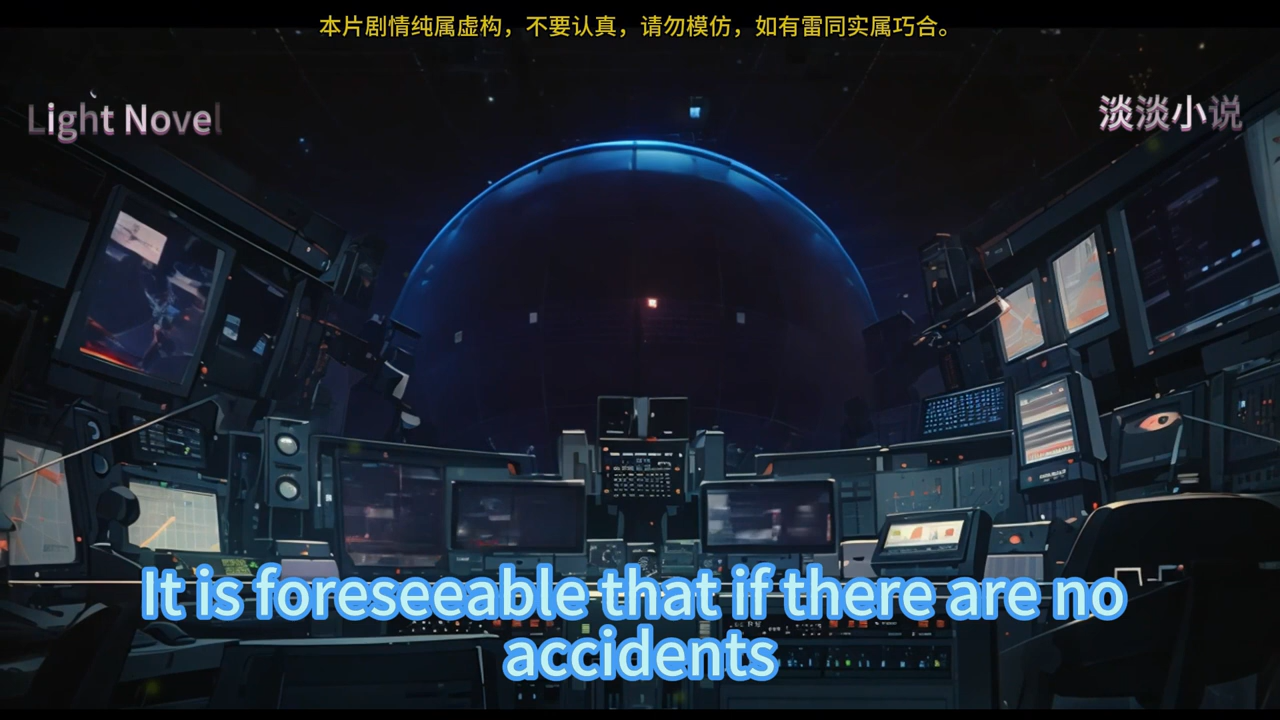 本片剧情纯属虚构，不要认真，请勿模仿，如有雷同实属巧合。
Light Novel
淡淡小说
It is foreseeable that if there are no
accidents